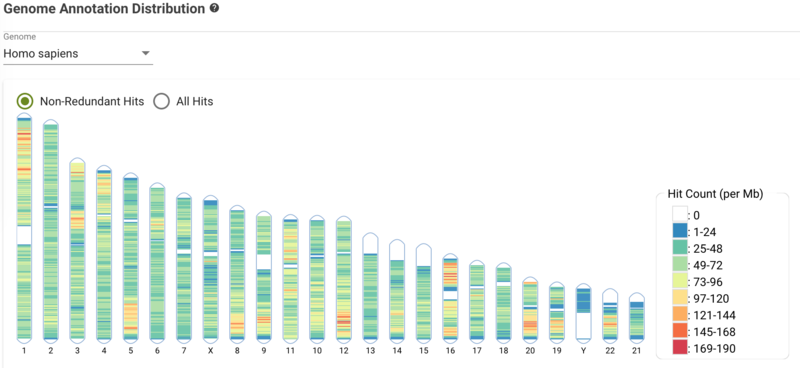 Genome Annotation Distribution ?
Genome
Homo sapiens
Non-Redundant Hits All Hits
Hit Count (per Mb)
: 0
: 1-24
: 25-48
: 49-72
: 73-96
: 97-120
: 121-144
: 145-168
: 169-190
1 2 3 4 5 6 7 X 8 9 11 10 12 13 14 15 16 17 18 20 19 Y 22 21